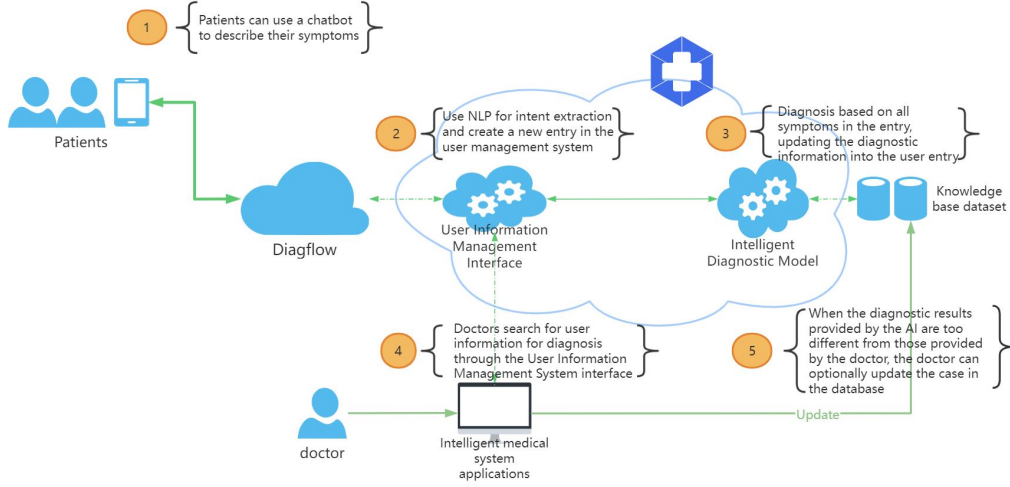 1
Patients can use a chatbot
to describe their symptoms
Patients
2
Use NLP for intent extraction
and create a new entry in the
user management system
3
Diagnosis based on all
symptoms in the entry,
updating the diagnostic
information into the user entry
Diagflow
User Information
Management
Interface
Intelligent
Diagnostic Model
Knowledge
base dataset
4
Doctors search for user
information for diagnosis
through the User Information
Management System interface
5
When the diagnostic results
provided by the AI are too
different from those provided
by the doctor, the doctor can
optionally update the case in
the database
doctor
Intelligent medical
system
applications
Update